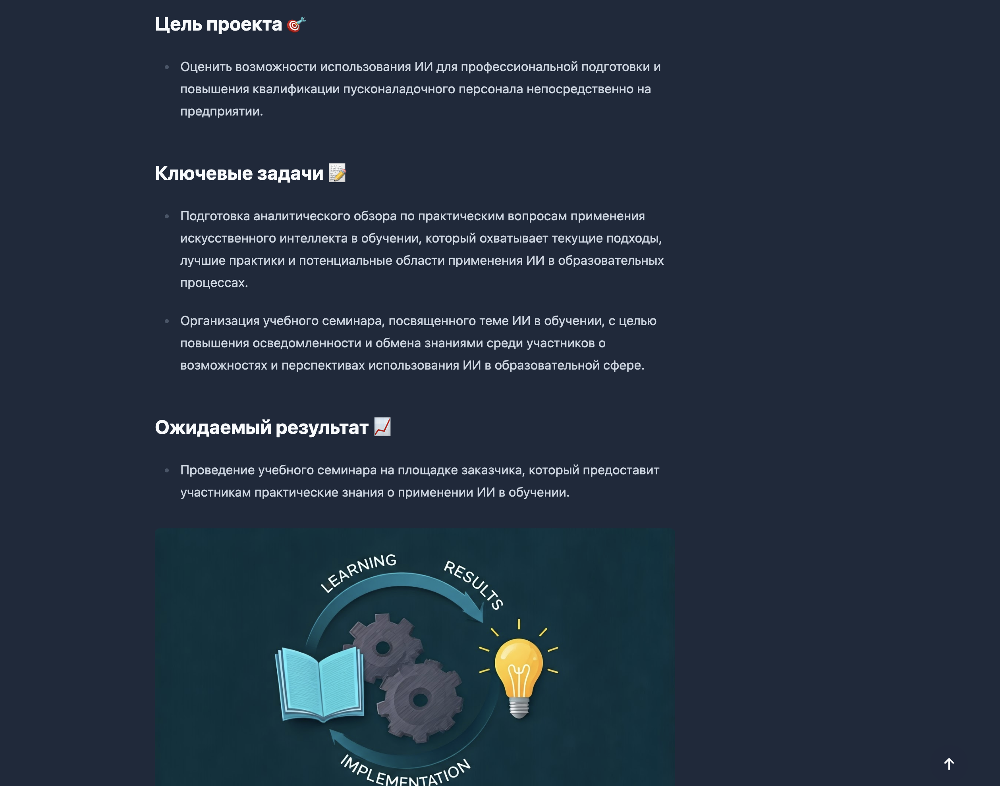 Цель проекта 🎯
Оценить возможности использования ИИ для профессиональной подготовки и
повышения квалификации пусконаладочного персонала непосредственно на
предприятии.
Ключевые задачи 📝
Подготовка аналитического обзора по практическим вопросам применения
искусственного интеллекта в обучении, который охватывает текущие подходы,
лучшие практики и потенциальные области применения ИИ в образовательных
процессах.
Организация учебного семинара, посвященного теме ИИ в обучении, с целью
повышения осведомленности и обмена знаниями среди участников о
возможностях и перспективах использования ИИ в образовательной сфере.
Ожидаемый результат 📈
Проведение учебного семинара на площадке заказчика, который предоставит
участникам практические знания о применении ИИ в обучении.
LEARNING
RESULTS
IMPLEMENTATION